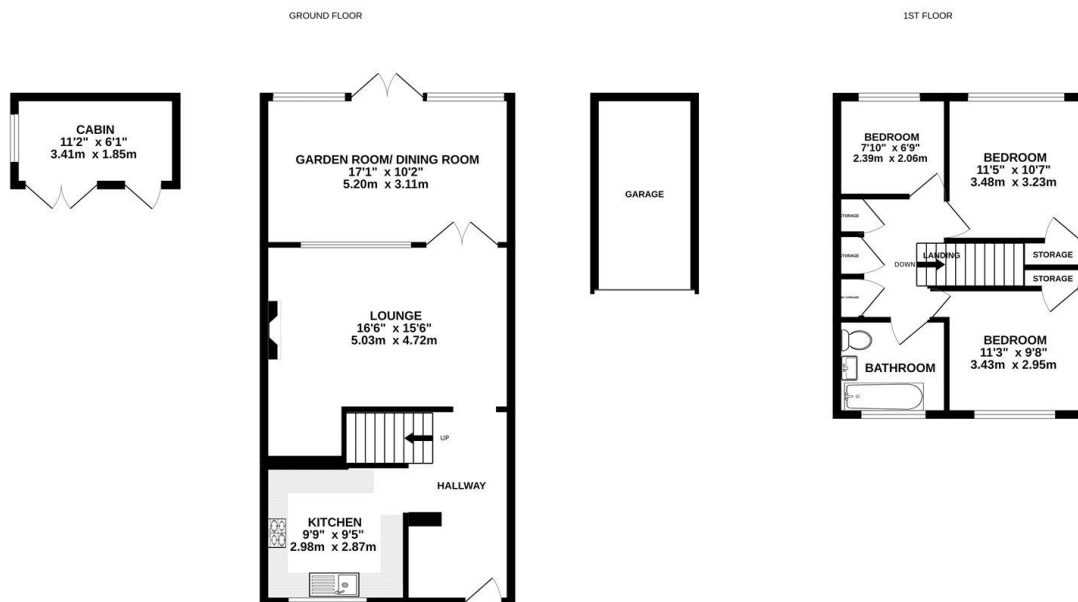 GROUND FLOOR
1ST FLOOR
CABIN
11'2" x 6'1"
3.41m x 1.85m
GARDEN ROOM/ DINING ROOM
17'1" x 10'2"
5.20m x 3.11m
GARAGE
BEDROOM
7'10" x 6'9"
2.39m x 2.06m
BEDROOM
11'5" x 10'7"
3.48m x 3.23m
STORAGE
STORAGE
DOWN
LANDING
STORAGE
STORAGE
LOUNGE
16'6" x 15'6"
5.03m x 4.72m
BEDROOM
11'3" x 9'8"
3.43m x 2.95m
BATHROOM
UP
HALLWAY
KITCHEN
9'9" x 9'5"
2.98m x 2.87m